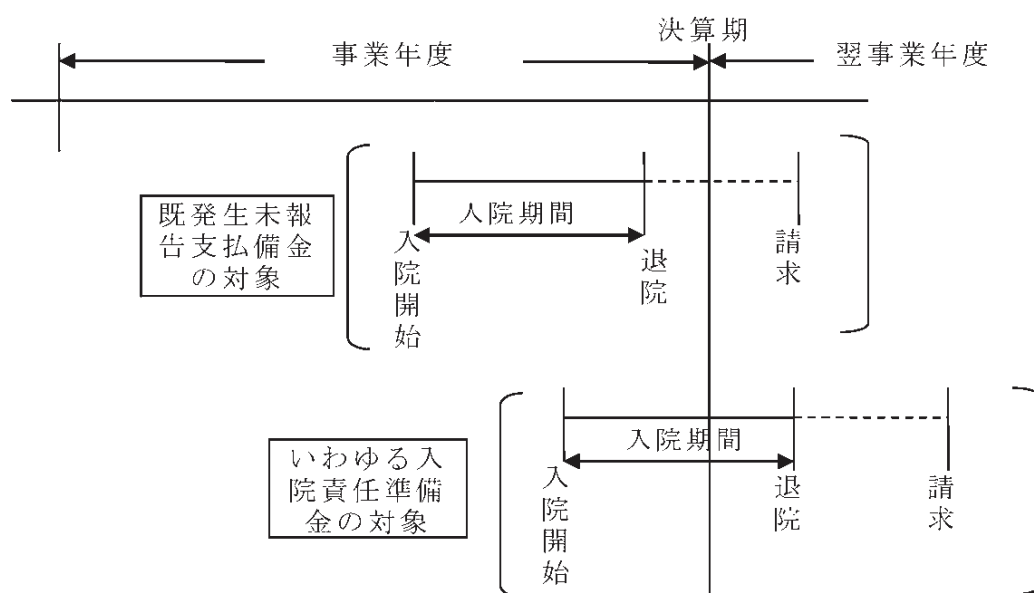 決算期
事業年度
翌事業年度
既発生未報
告支払備金
の対象
入院期間
入院開始
退院
請求
いわゆる入
院責任準備
金の対象
入院期間
入院開始
退院
請求